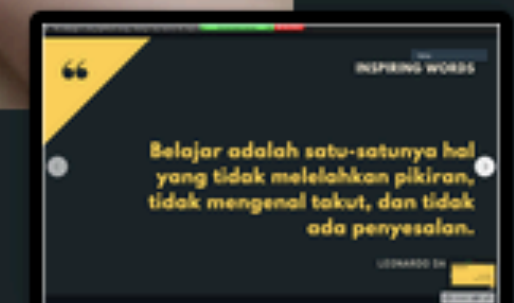 “
INSPIRING WORDS
Belajar adalah satu-satunya hal
yang tidak melelahkan pikiran,
tidak mengenal takut, dan tidak
ada penyesalan.
LEONARDO DA